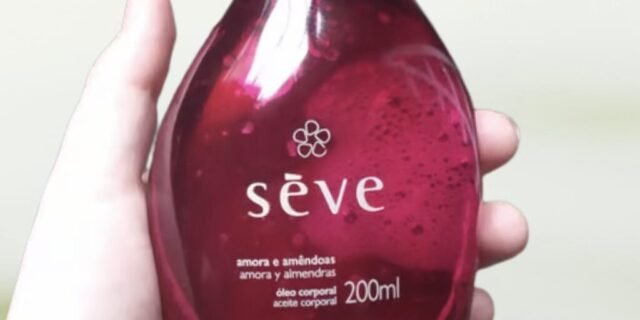 sēve
amora e amêndoas
amora y almendras
óleo corporal
aceite corporal 200ml